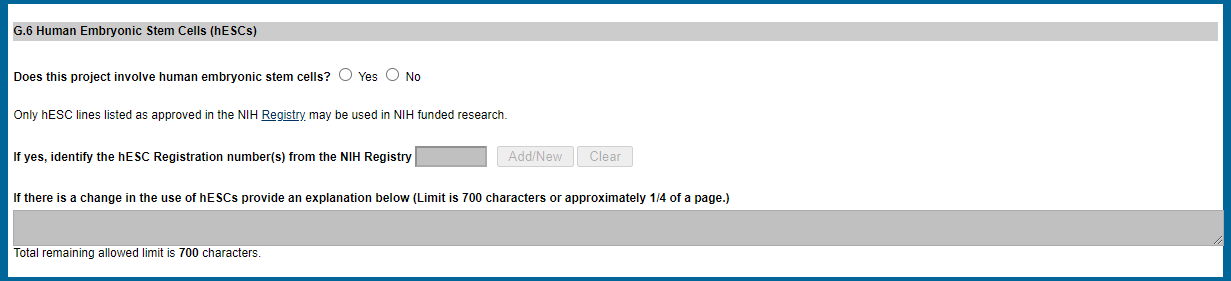 G.6 Human Embryonic Stem Cells (hESCs)
Does this project involve human embryonic stem cells? Yes No
Only hESC lines listed as approved in the NIH Registry may be used in NIH funded research.
If yes, identify the hESC Registration number(s) from the NIH Registry Add/New Clear
If there is a change in the use of hESCs provide an explanation below (Limit is 700 characters or approximately 1/4 of a page.)
Total remaining allowed limit is 700 characters.